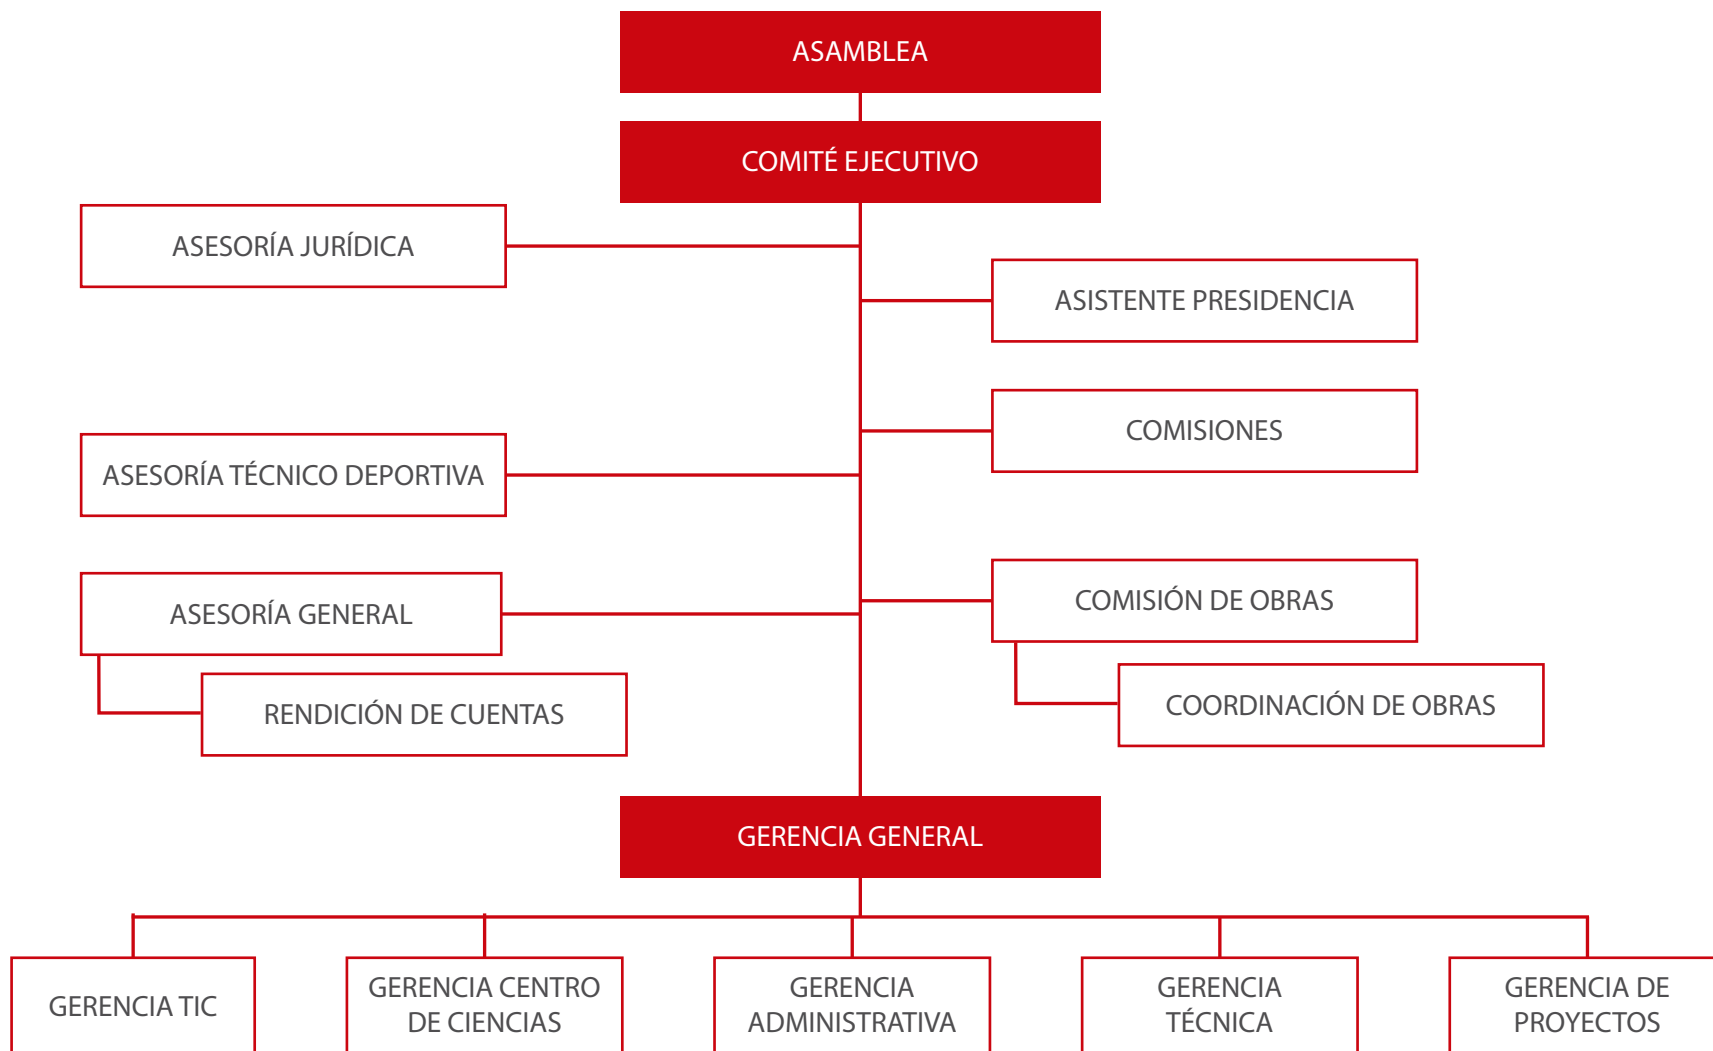 ASAMBLEA
COMITÉ EJECUTIVO
ASESORÍA JURÍDICA
ASISTENTE PRESIDENCIA
COMISIONES
ASESORÍA TÉCNICO DEPORTIVA
ASESORÍA GENERAL
COMISIÓN DE OBRAS
RENDICIÓN DE CUENTAS
COORDINACIÓN DE OBRAS
GERENCIA GENERAL
GERENCIA TIC
GERENCIA CENTRO
DE CIENCIAS
GERENCIA
ADMINISTRATIVA
GERENCIA
TÉCNICA
GERENCIA DE
PROYECTOS